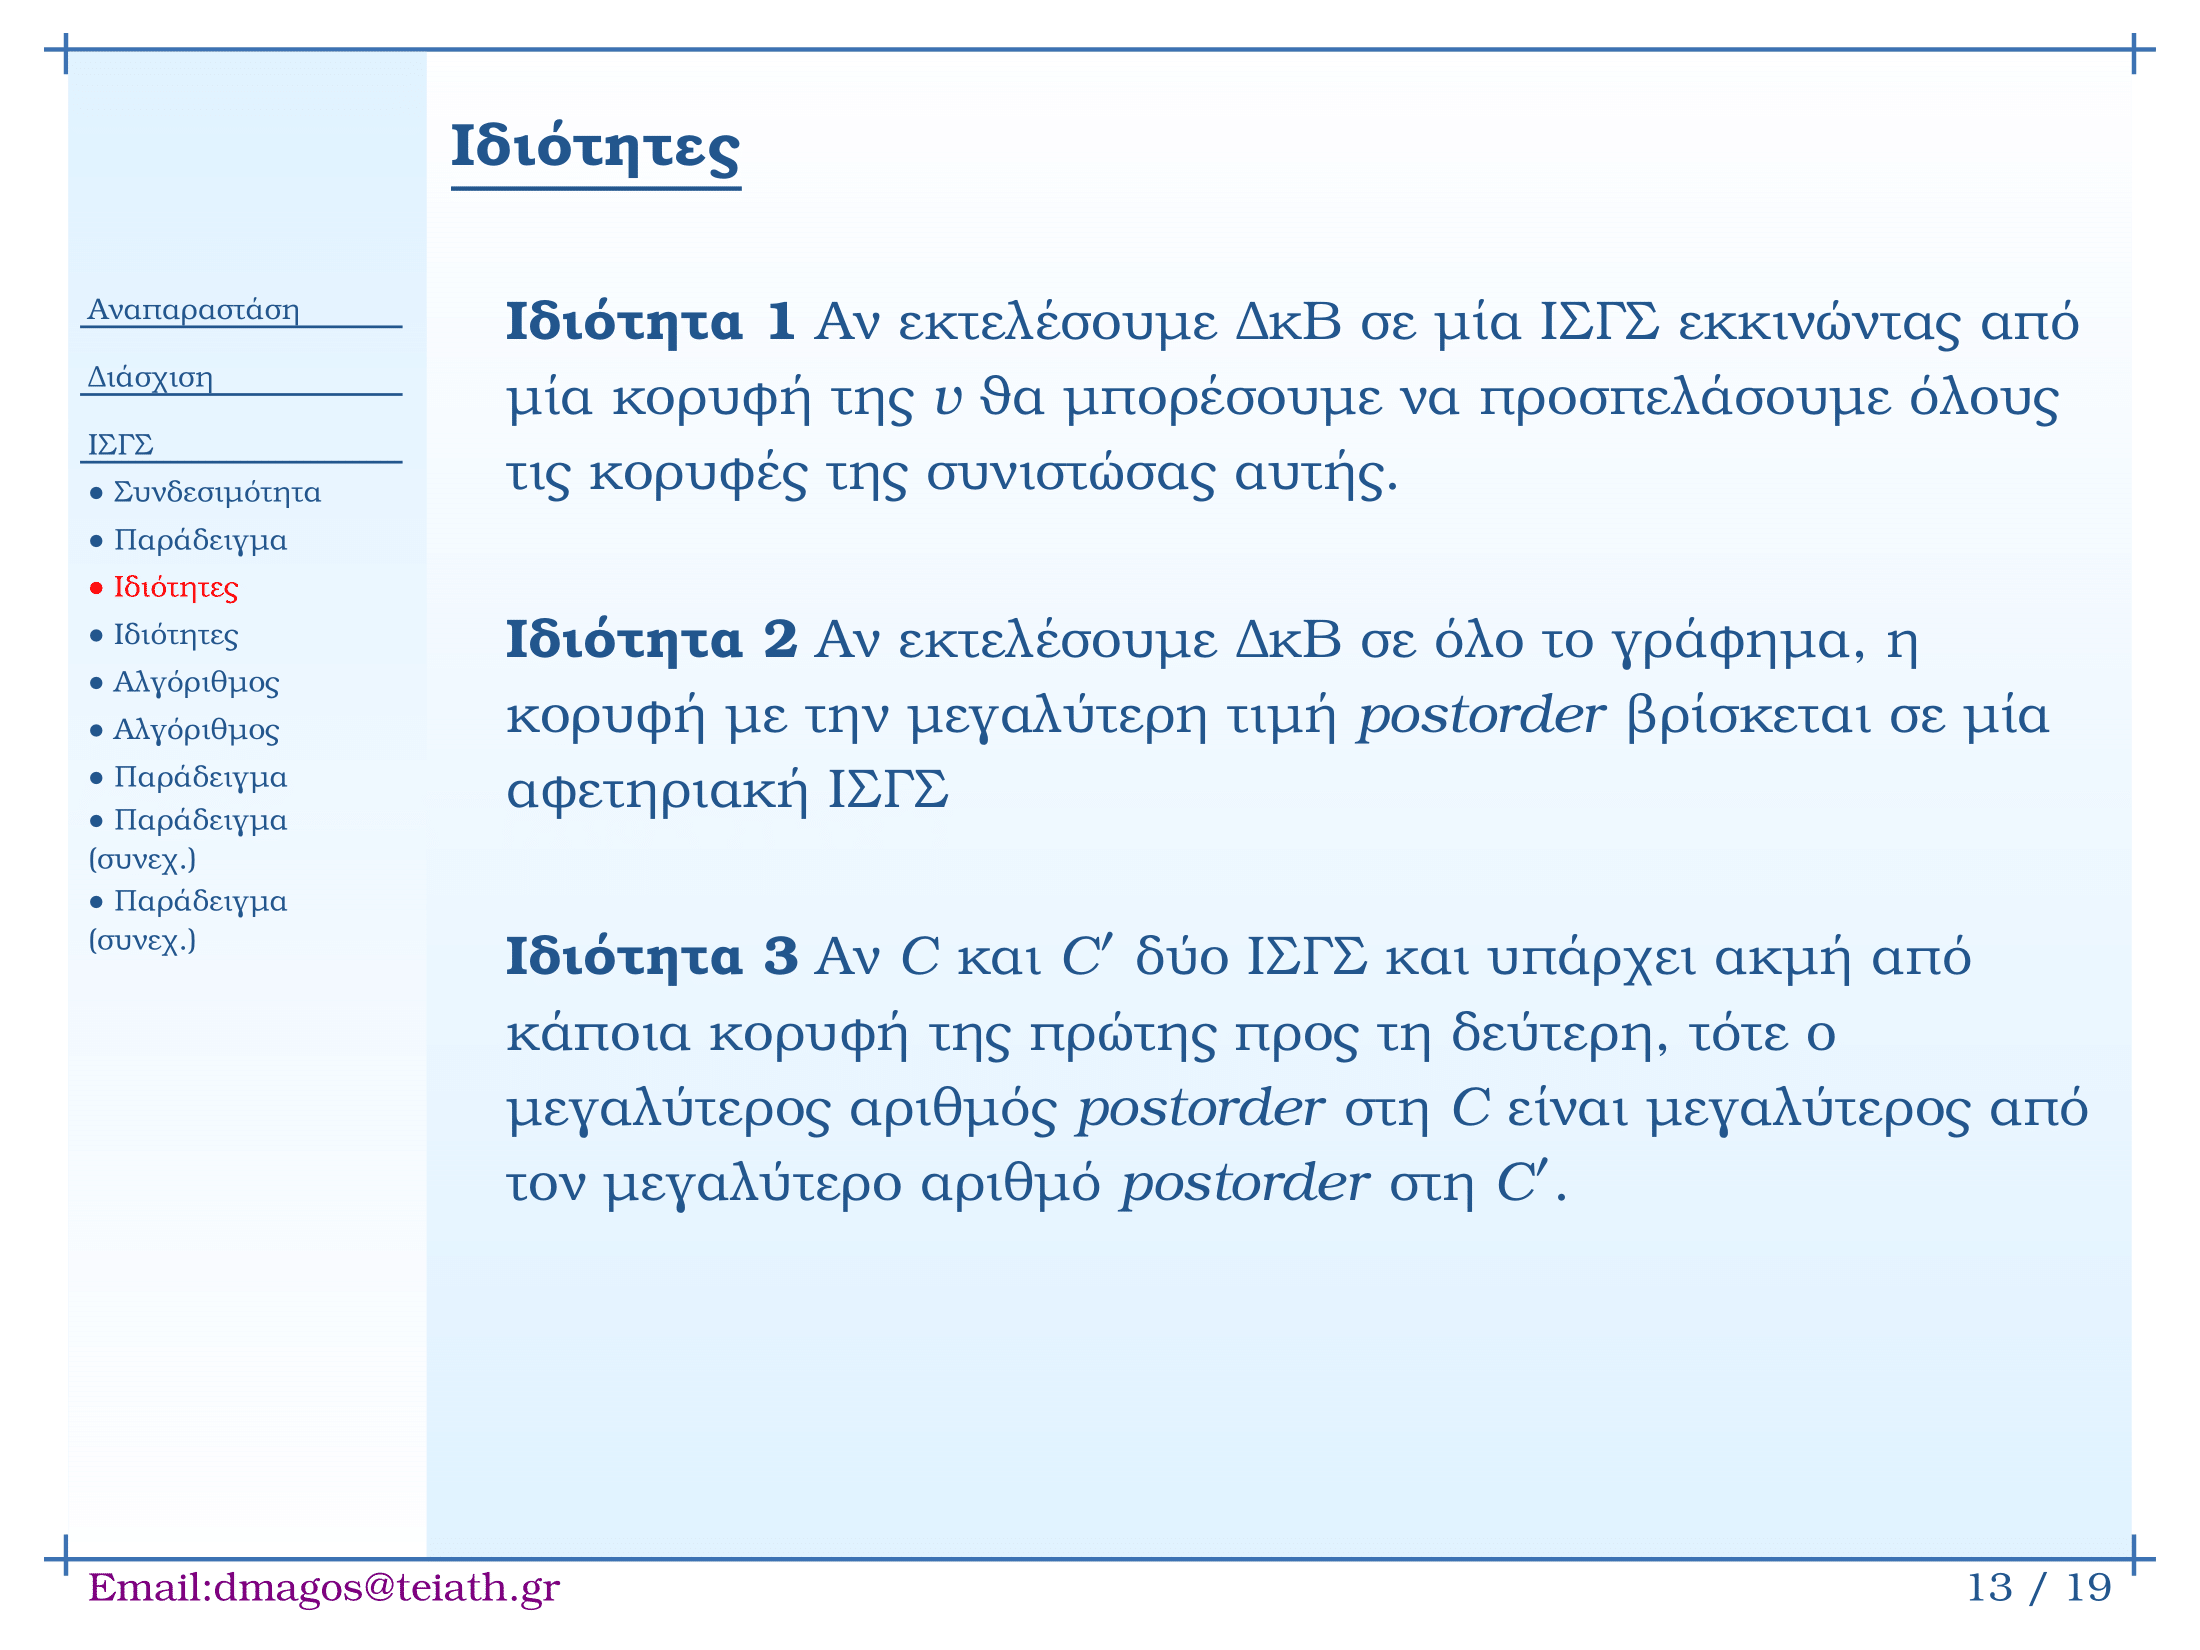 Ιδιότητες
Αναπαραστάση
Διάσχιση
ΙΣΓΣ
● Συνδεσιμότητα
● Παράδειγμα
● Ιδιότητες
● Ιδιότητες
● Αλγόριθμος
● Αλγόριθμος
● Παράδειγμα
● Παράδειγμα
(συνεχ.)
● Παράδειγμα
(συνεχ.)
Ιδιότητα 1 Αν εκτελέσουμε ΔκΒ σε μία ΙΣΓΣ εκκινώντας από
μία κορυφή της υ θα μπορέσουμε να προσπελάσουμε όλους
τις κορυφές της συνιστώσας αυτής.
Ιδιότητα 2 Αν εκτελέσουμε ΔκΒ σε όλο το γράφημα, η
κορυφή με την μεγαλύτερη τιμή postorder βρίσκεται σε μία
αφετηριακή ΙΣΓΣ
Ιδιότητα 3 Αν C και C′ δύο ΙΣΓΣ και υπάρχει ακμή από
κάποια κορυφή της πρώτης προς τη δεύτερη, τότε ο
μεγαλύτερος αριθμός postorder στη C είναι μεγαλύτερος από
τον μεγαλύτερο αριθμό postorder στη C′.
Email:dmagos@teiath.gr
13 / 19